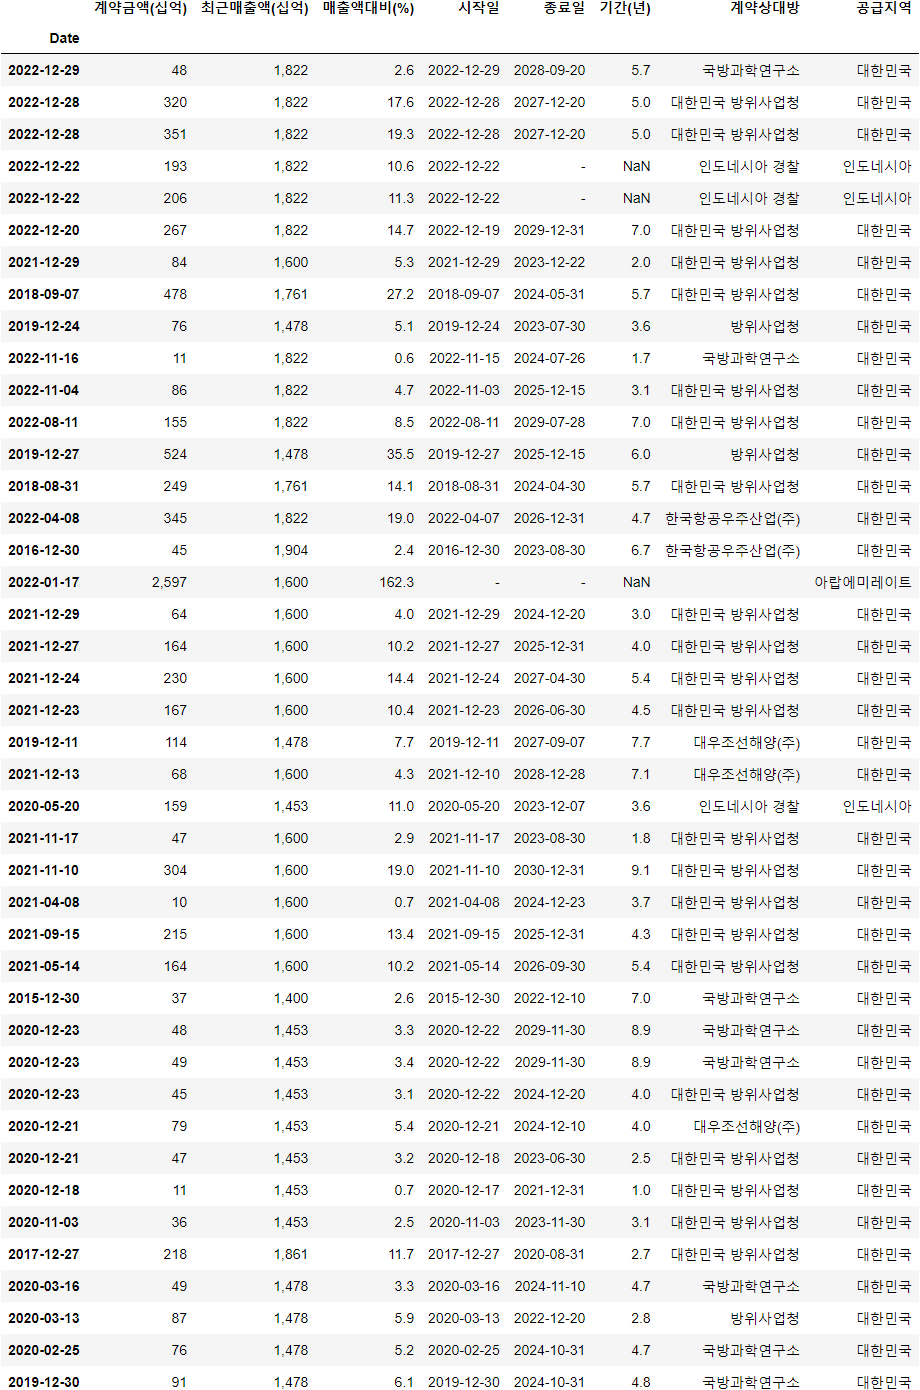 계약금액(십억) 최근매출액(십억) 매출액대비(%) 시작일 종료일 기간(년) 계약상대방 공급지역
Date
2022-12-29 48 1,822 2.6 2022-12-29 2028-09-20 5.7 국방과학연구소 대한민국
2022-12-28 320 1,822 17.6 2022-12-28 2027-12-20 5.0 대한민국 방위사업청 대한민국
2022-12-28 351 1,822 19.3 2022-12-28 2027-12-20 5.0 대한민국 방위사업청 대한민국
2022-12-22 193 1,822 10.6 2022-12-22 - NaN 인도네시아 경찰 인도네시아
2022-12-22 206 1,822 11.3 2022-12-22 - NaN 인도네시아 경찰 인도네시아
2022-12-20 267 1,822 14.7 2022-12-19 2029-12-31 7.0 대한민국 방위사업청 대한민국
2021-12-29 84 1,600 5.3 2021-12-29 2023-12-22 2.0 대한민국 방위사업청 대한민국
2018-09-07 478 1,761 27.2 2018-09-07 2024-05-31 5.7 대한민국 방위사업청 대한민국
2019-12-24 76 1,478 5.1 2019-12-24 2023-07-30 3.6 방위사업청 대한민국
2022-11-16 11 1,822 0.6 2022-11-15 2024-07-26 1.7 국방과학연구소 대한민국
2022-11-04 86 1,822 4.7 2022-11-03 2025-12-15 3.1 대한민국 방위사업청 대한민국
2022-08-11 155 1,822 8.5 2022-08-11 2029-07-28 7.0 대한민국 방위사업청 대한민국
2019-12-27 524 1,478 35.5 2019-12-27 2025-12-15 6.0 방위사업청 대한민국
2018-08-31 249 1,761 14.1 2018-08-31 2024-04-30 5.7 대한민국 방위사업청 대한민국
2022-04-08 345 1,822 19.0 2022-04-07 2026-12-31 4.7 한국항공우주산업(주) 대한민국
2016-12-30 45 1,904 2.4 2016-12-30 2023-08-30 6.7 한국항공우주산업(주) 대한민국
2022-01-17 2,597 1,600 162.3 - - NaN 아랍에미레이트
2021-12-29 64 1,600 4.0 2021-12-29 2024-12-20 3.0 대한민국 방위사업청 대한민국
2021-12-27 164 1,600 10.2 2021-12-27 2025-12-31 4.0 대한민국 방위사업청 대한민국
2021-12-24 230 1,600 14.4 2021-12-24 2027-04-30 5.4 대한민국 방위사업청 대한민국
2021-12-23 167 1,600 10.4 2021-12-23 2026-06-30 4.5 대한민국 방위사업청 대한민국
2019-12-11 114 1,478 7.7 2019-12-11 2027-09-07 7.7 대우조선해양(주) 대한민국
2021-12-13 68 1,600 4.3 2021-12-10 2028-12-28 7.1 대우조선해양(주) 대한민국
2020-05-20 159 1,453 11.0 2020-05-20 2023-12-07 3.6 인도네시아 경찰 인도네시아
2021-11-17 47 1,600 2.9 2021-11-17 2023-08-30 1.8 대한민국 방위사업청 대한민국
2021-11-10 304 1,600 19.0 2021-11-10 2030-12-31 9.1 대한민국 방위사업청 대한민국
2021-04-08 10 1,600 0.7 2021-04-08 2024-12-23 3.7 대한민국 방위사업청 대한민국
2021-09-15 215 1,600 13.4 2021-09-15 2025-12-31 4.3 대한민국 방위사업청 대한민국
2021-05-14 164 1,600 10.2 2021-05-14 2026-09-30 5.4 대한민국 방위사업청 대한민국
2015-12-30 37 1,400 2.6 2015-12-30 2022-12-10 7.0 국방과학연구소 대한민국
2020-12-23 48 1,453 3.3 2020-12-22 2029-11-30 8.9 국방과학연구소 대한민국
2020-12-23 49 1,453 3.4 2020-12-22 2029-11-30 8.9 국방과학연구소 대한민국
2020-12-23 45 1,453 3.1 2020-12-22 2024-12-20 4.0 대한민국 방위사업청 대한민국
2020-12-21 79 1,453 5.4 2020-12-21 2024-12-10 4.0 대우조선해양(주) 대한민국
2020-12-21 47 1,453 3.2 2020-12-18 2023-06-30 2.5 대한민국 방위사업청 대한민국
2020-12-18 11 1,453 0.7 2020-12-17 2021-12-31 1.0 대한민국 방위사업청 대한민국
2020-11-03 36 1,453 2.5 2020-11-03 2023-11-30 3.1 대한민국 방위사업청 대한민국
2017-12-27 218 1,861 11.7 2017-12-27 2020-08-31 2.7 대한민국 방위사업청 대한민국
2020-03-16 49 1,478 3.3 2020-03-16 2024-11-10 4.7 국방과학연구소 대한민국
2020-03-13 87 1,478 5.9 2020-03-13 2022-12-20 2.8 방위사업청 대한민국
2020-02-25 76 1,478 5.2 2020-02-25 2024-10-31 4.7 국방과학연구소 대한민국
2019-12-30 91 1,478 6.1 2019-12-30 2024-10-31 4.8 국방과학연구소 대한민국